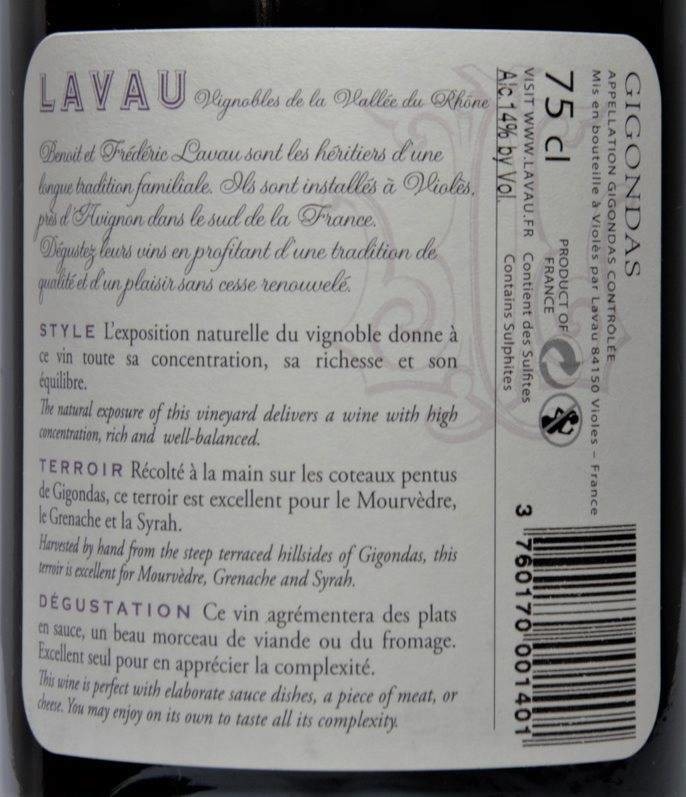 LAVAU Vignobles de la Vallée du Rhône
Benoit et Frédéric Lavau sont les héritiers d'une
longue tradition familiale. Ils sont installés à Violès,
près d'Avignon dans le sud de la France.
Dégustez leurs vins en profitant d'une tradition de
qualité et d'un plaisir sans cesse renouvelé.
STYLE L'exposition naturelle du vignoble donne à
ce vin toute sa concentration, sa richesse et son
équilibre.
The natural exposure of this vineyard delivers a wine with high
concentration, rich and well-balanced.
TERROIR Récolté à la main sur les coteaux pentus
de Gigondas, ce terroir est excellent pour le Mourvèdre,
le Grenache et la Syrah.
Harvested by hand from the steep terraced hillsides of Gigondas, this
terroir is excellent for Mourvèdre, Grenache and Syrah.
DÉGUSTATION Ce vin agrémentera des plats
en sauce, un beau morceau de viande ou du fromage.
Excellent seul pour en apprécier la complexité.
This wine is perfect with elaborate sauce dishes, a piece of meat, or
cheese. You may enjoy on its own to taste all its complexity.
GIGONDAS
APPELLATION GIGONDAS CONTROLÉE
Mis en bouteille à Violès par Lavau 84150 Violes – France
75 cl
PRODUCT OF
FRANCE
VISIT WWW.LAVAU.FR Contient des Sulfites
Alc.14% by Vol. Contains Sulphites
3 760170 001401